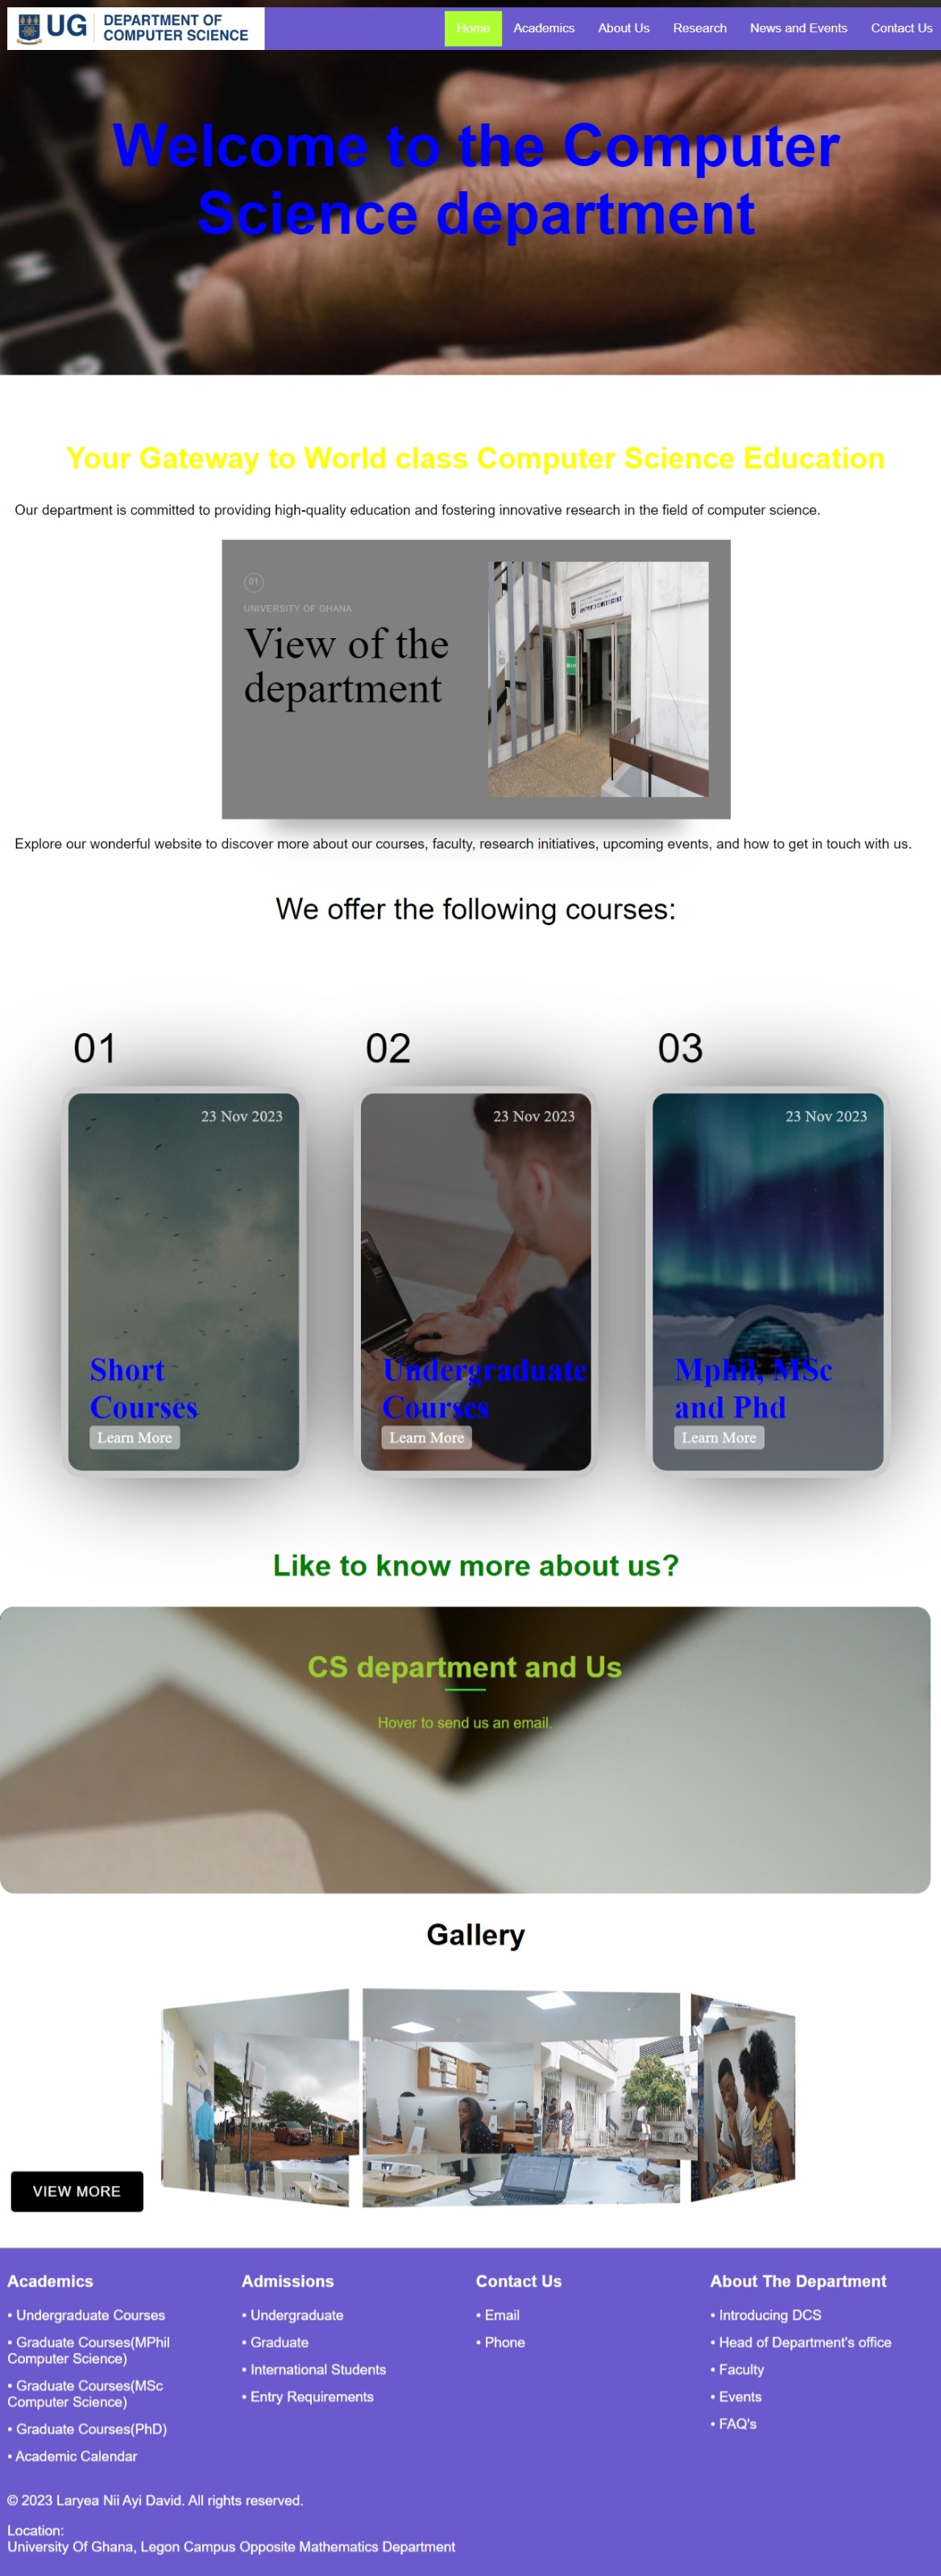 UG DEPARTMENT OF
COMPUTER SCIENCE
Home Academics About Us Research News and Events Contact Us
Welcome to the Computer
Science department
Your Gateway to World class Computer Science Education
Our department is committed to providing high-quality education and fostering innovative research in the field of computer science.
01
UNIVERSITY OF GHANA
View of the
department
Explore our wonderful website to discover more about our courses, faculty, research initiatives, upcoming events, and how to get in touch with us.
We offer the following courses:
01
23 Nov 2023
Short
Courses
Learn More
02
23 Nov 2023
Undergraduate
Courses
Learn More
03
23 Nov 2023
Mphil, MSc
and Phd
Learn More
Like to know more about us?
CS department and Us
Hover to send us an email.
Gallery
VIEW MORE
Academics
• Undergraduate Courses
• Graduate Courses(MPhil
Computer Science)
• Graduate Courses(MSc
Computer Science)
• Graduate Courses(PhD)
• Academic Calendar
Admissions
• Undergraduate
• Graduate
• International Students
• Entry Requirements
Contact Us
• Email
• Phone
About The Department
• Introducing DCS
• Head of Department's office
• Faculty
• Events
• FAQ's
© 2023 Laryea Nii Ayi David. All rights reserved.
Location:
University Of Ghana, Legon Campus Opposite Mathematics Department